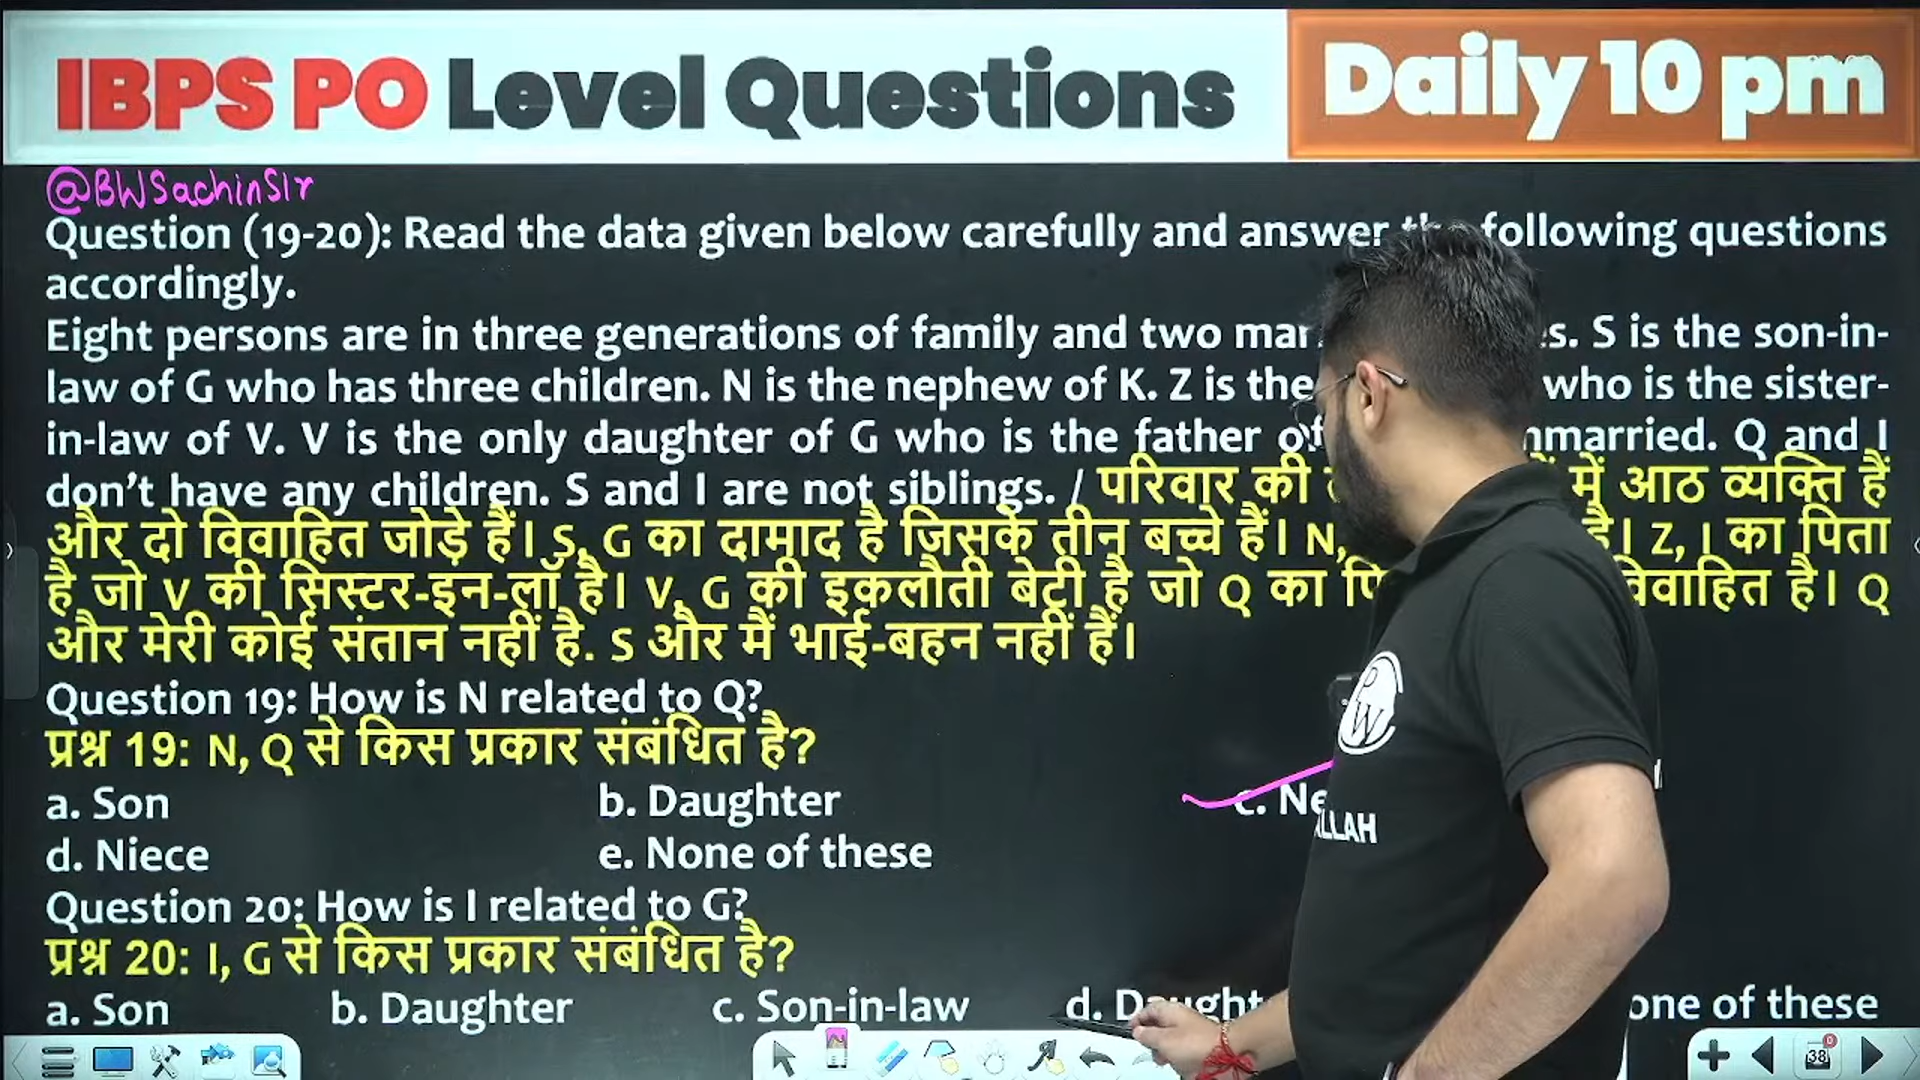 IBPS PO Level Questions Daily 10 pm
@BWSachinSir
Question (19-20): Read the data given below carefully and answer the following questions
accordingly.
Eight persons are in three generations of family and two S is the son-in-
law of G who has three children. N is the nephew of K. Z is the who is the sister-
in-law of V. V is the only daughter of G who is the father of Q and I
don't have any children. S and I are not siblings. / परिवार की में आठ व्यक्ति हैं
और दो विवाहित जोड़े हैं। S, G का दामाद है जिसके तीन बच्चे हैं। N, है। Z, I का पिता
है जो V की सिस्टर-इन-लॉ है। V, G की इकलौती बेटी है जो Q का Q
और मेरी कोई संतान नहीं है. S और मैं भाई-बहन नहीं हैं।
Question 19: How is N related to Q?
प्रश्न 19: N, Q से किस प्रकार संबंधित है?
a. Son b. Daughter c.
d. Niece e. None of these
Question 20: How is I related to G?
प्रश्न 20: I, G से किस प्रकार संबंधित है?
a. Son b. Daughter c. Son-in-law d. of these
PW
38